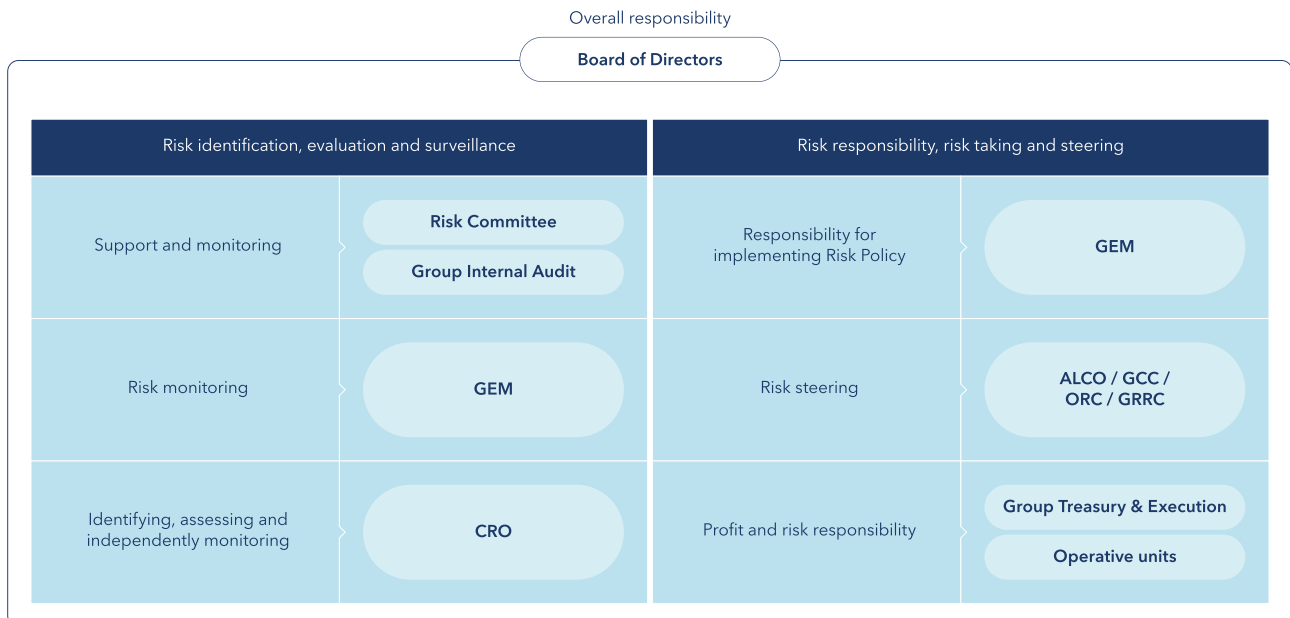 Overall responsibility
Board of Directors
Risk identification, evaluation and surveillance
Support and monitoring
Risk Committee
Group Internal Audit
Risk monitoring
GEM
Identifying, assessing and
independently monitoring
CRO
Risk responsibility, risk taking and steering
Responsibility for
implementing Risk Policy
GEM
Risk steering
ALCO / GCC /
ORC / GRRC
Profit and risk responsibility
Group Treasury & Execution
Operative units